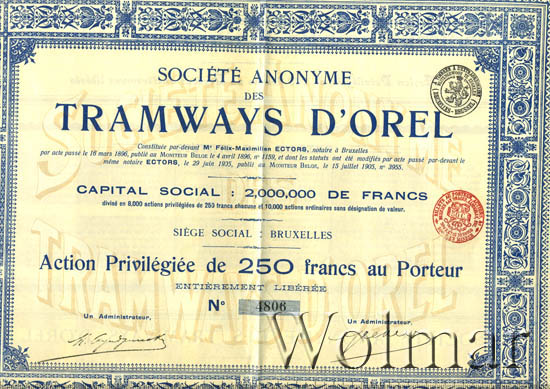 SOCIÉTÉ ANONYME
DES
TRAMWAYS D'OREL
Constituée par-devant Me Félix-Maximilien ECTORS, notaire à Bruxelles
par acte passé le 16 mars 1896, publié au MONITEUR BELGE le 4 avril 1896, nº 1159, et dont les statuts ont été modifiés par acte passé par-devant le
même notaire ECTORS, le 29 juin 1905, publié au MONITEUR BELGE, le 15 juillet 1905, nº 3955.
CAPITAL SOCIAL : 2,000,000 DE FRANCS
divisé en 8,000 actions privilégiées de 250 francs chacune et 10,000 actions ordinaires sans désignation de valeur.
SIÈGE SOCIAL : BRUXELLES
Action Privilégiée de 250 francs au Porteur
ENTIÈREMENT LIBÉRÉE
Nº 4806
Un Administrateur, Un Administrateur,
Wolmar